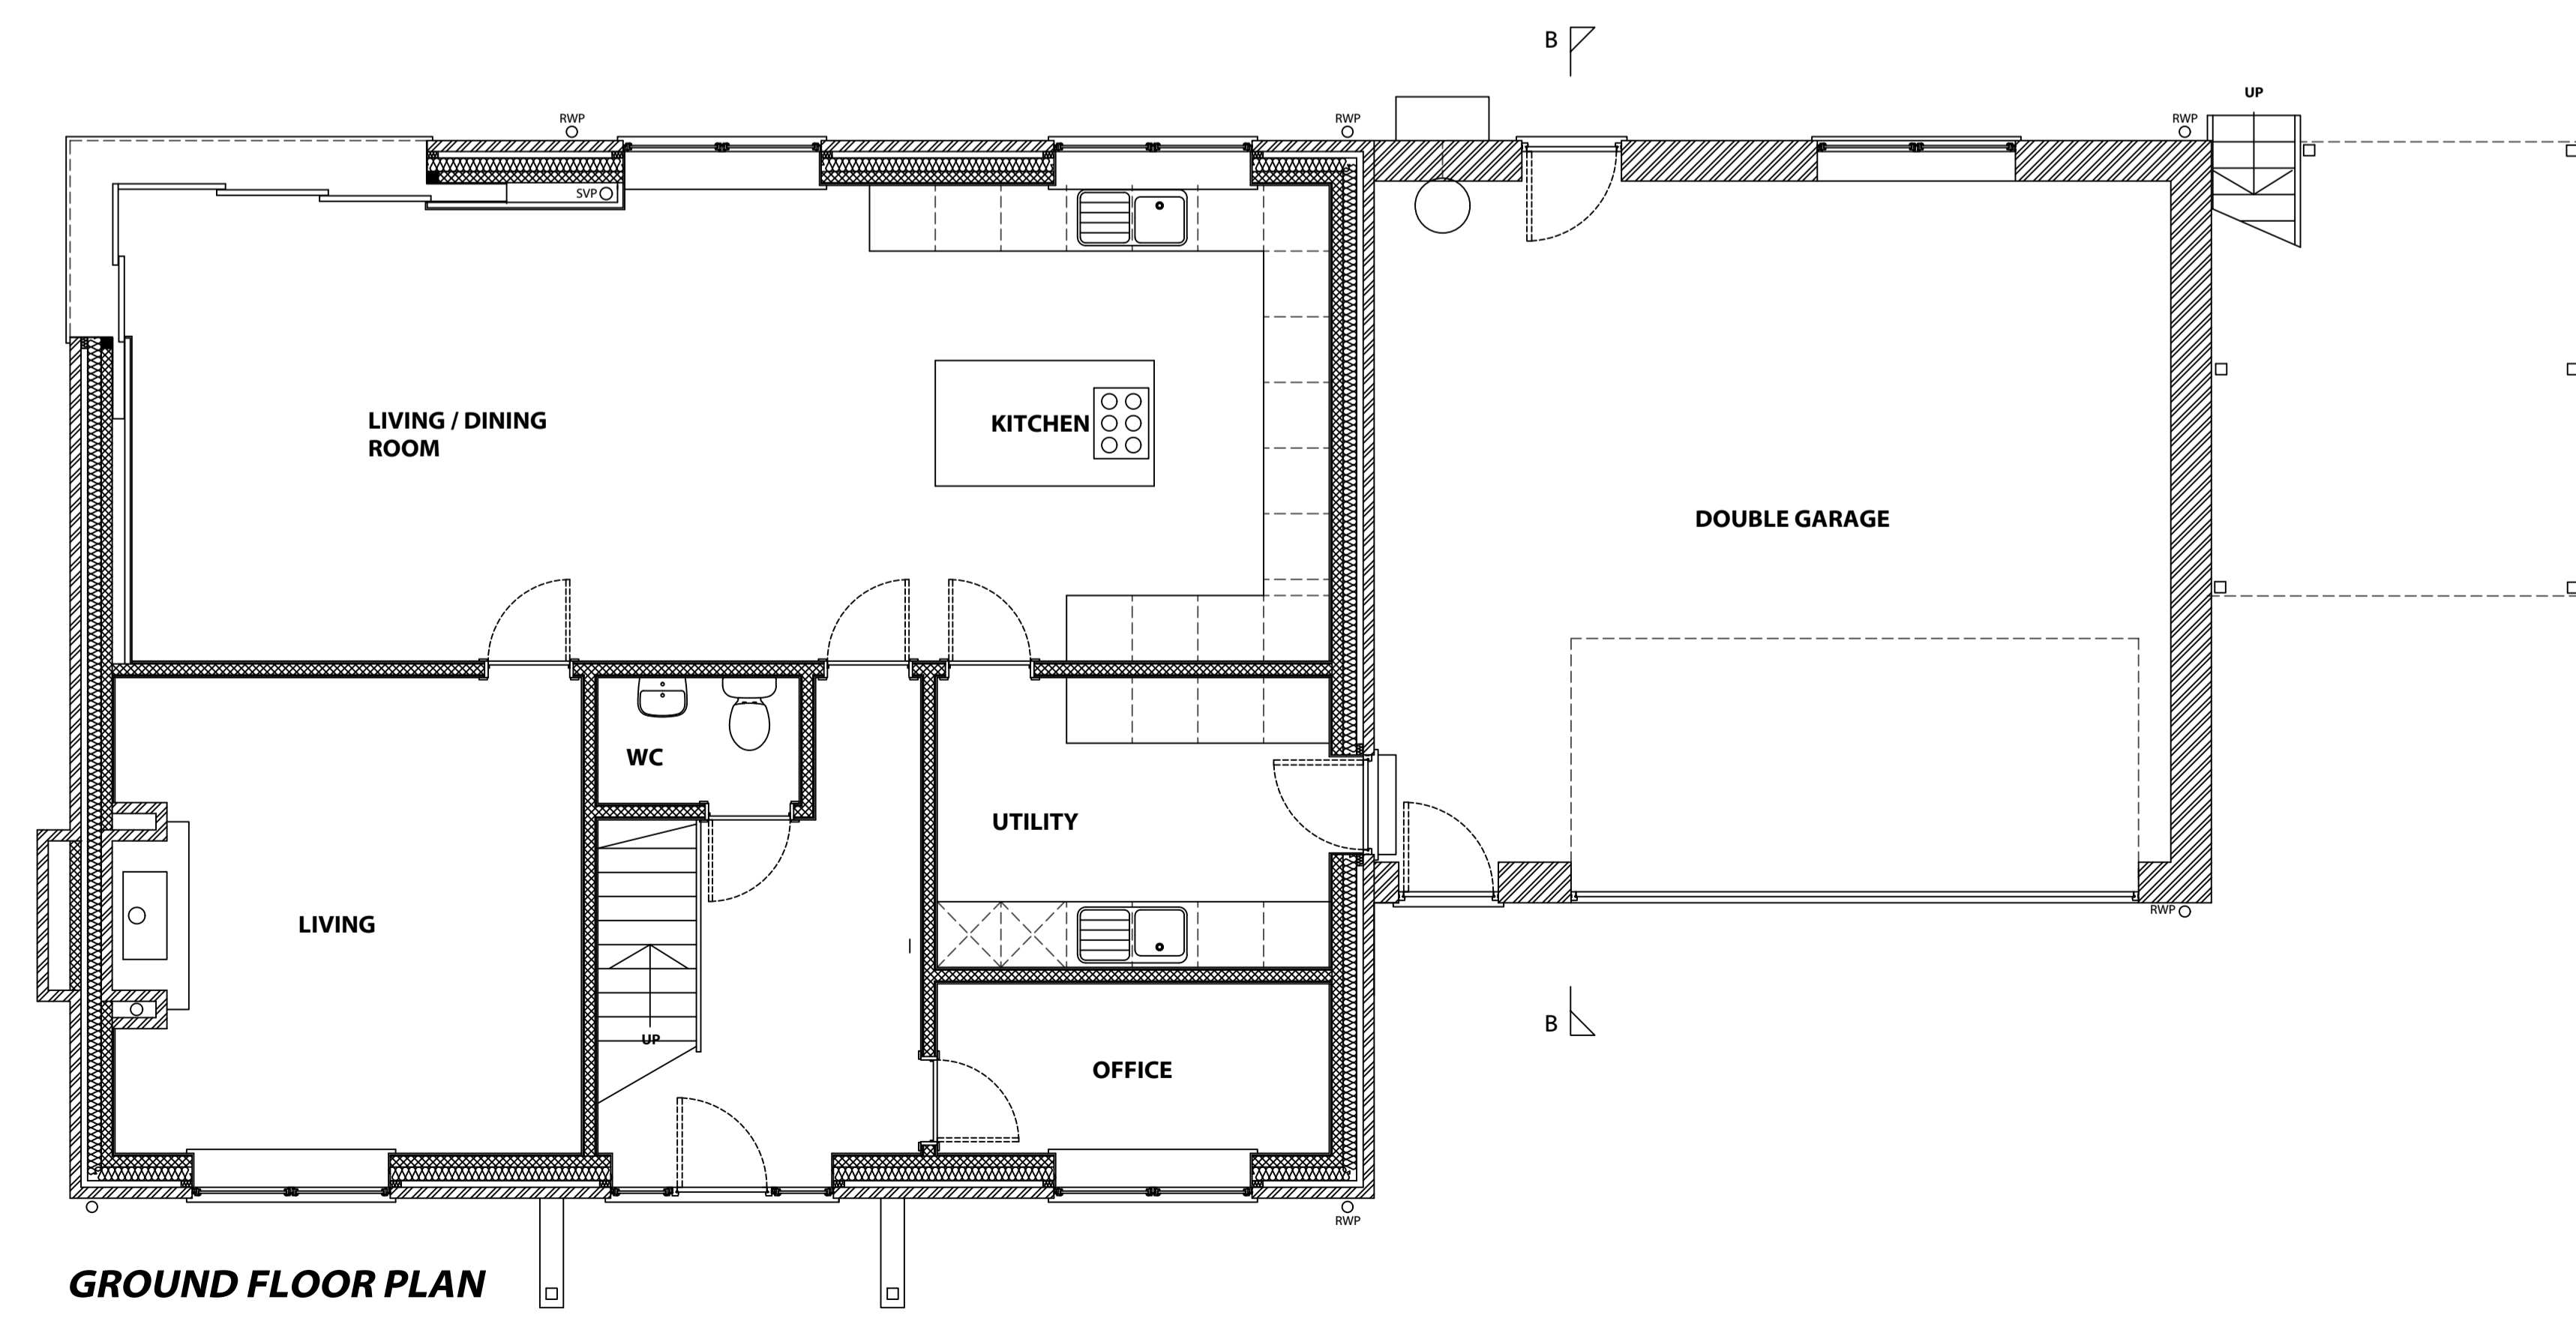 B
UP
RWP
RWP
RWP
SVP
LIVING / DINING
ROOM
KITCHEN
DOUBLE GARAGE
WC
UTILITY
LIVING
RWP
B
UP
OFFICE
RWP
GROUND FLOOR PLAN